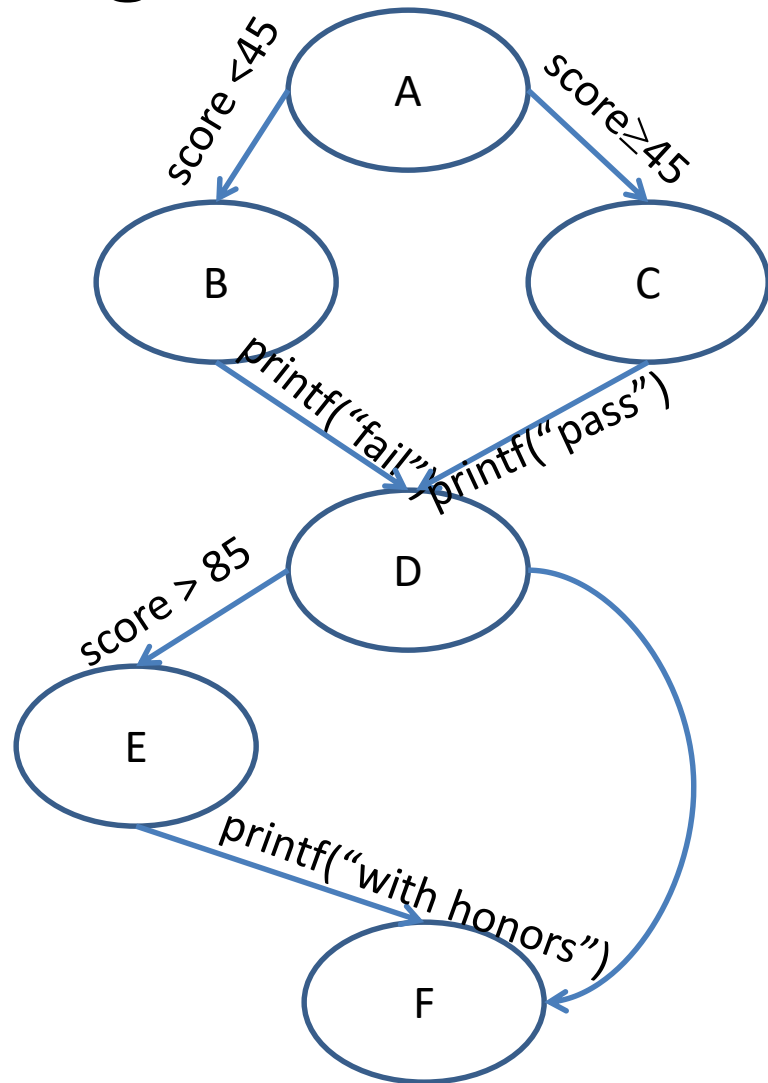 A
score <45
score≥45
B
C
printf(“fail”)
printf(“pass”)
D
score > 85
E
printf(“with honors”)
F